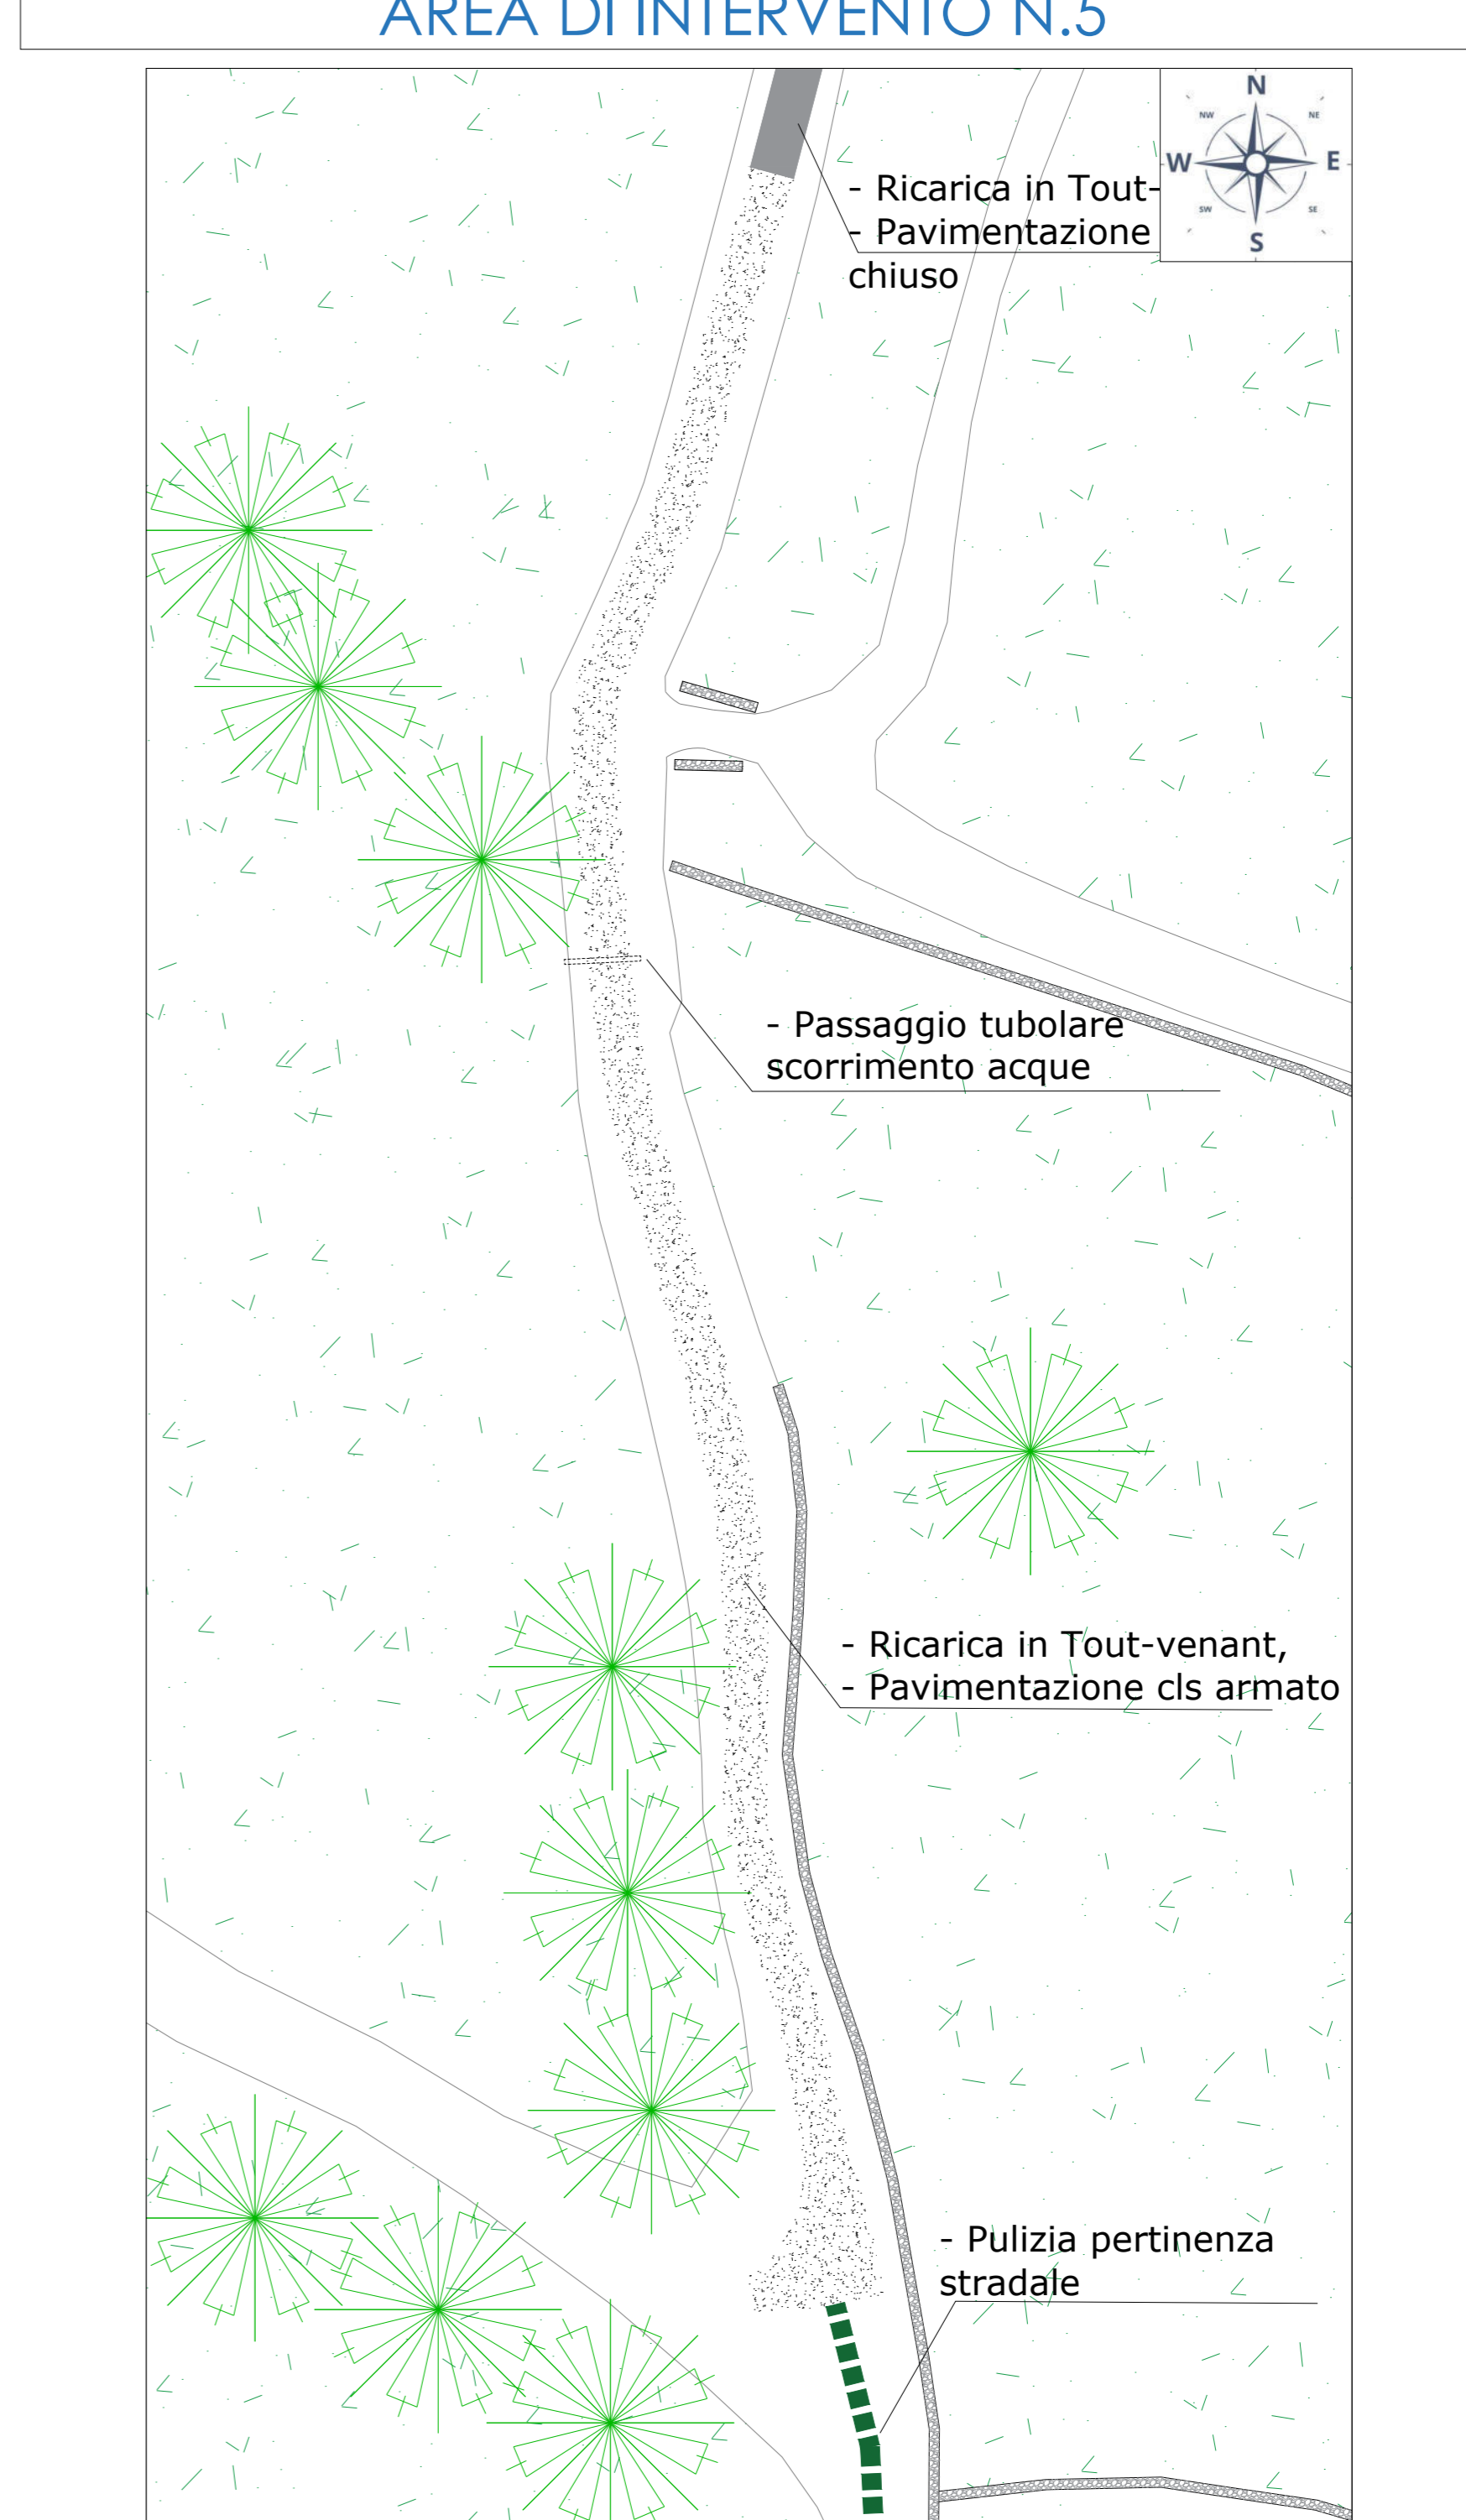 AREA DI INTERVENTO N.5
N
NW NE
W E
SW SE
S
- Ricarica in Tout-
- Pavimentazione
chiuso
- Passaggio tubolare
scorrimento acque
- Ricarica in Tout-venant,
- Pavimentazione cls armato
- Pulizia pertinenza
stradale